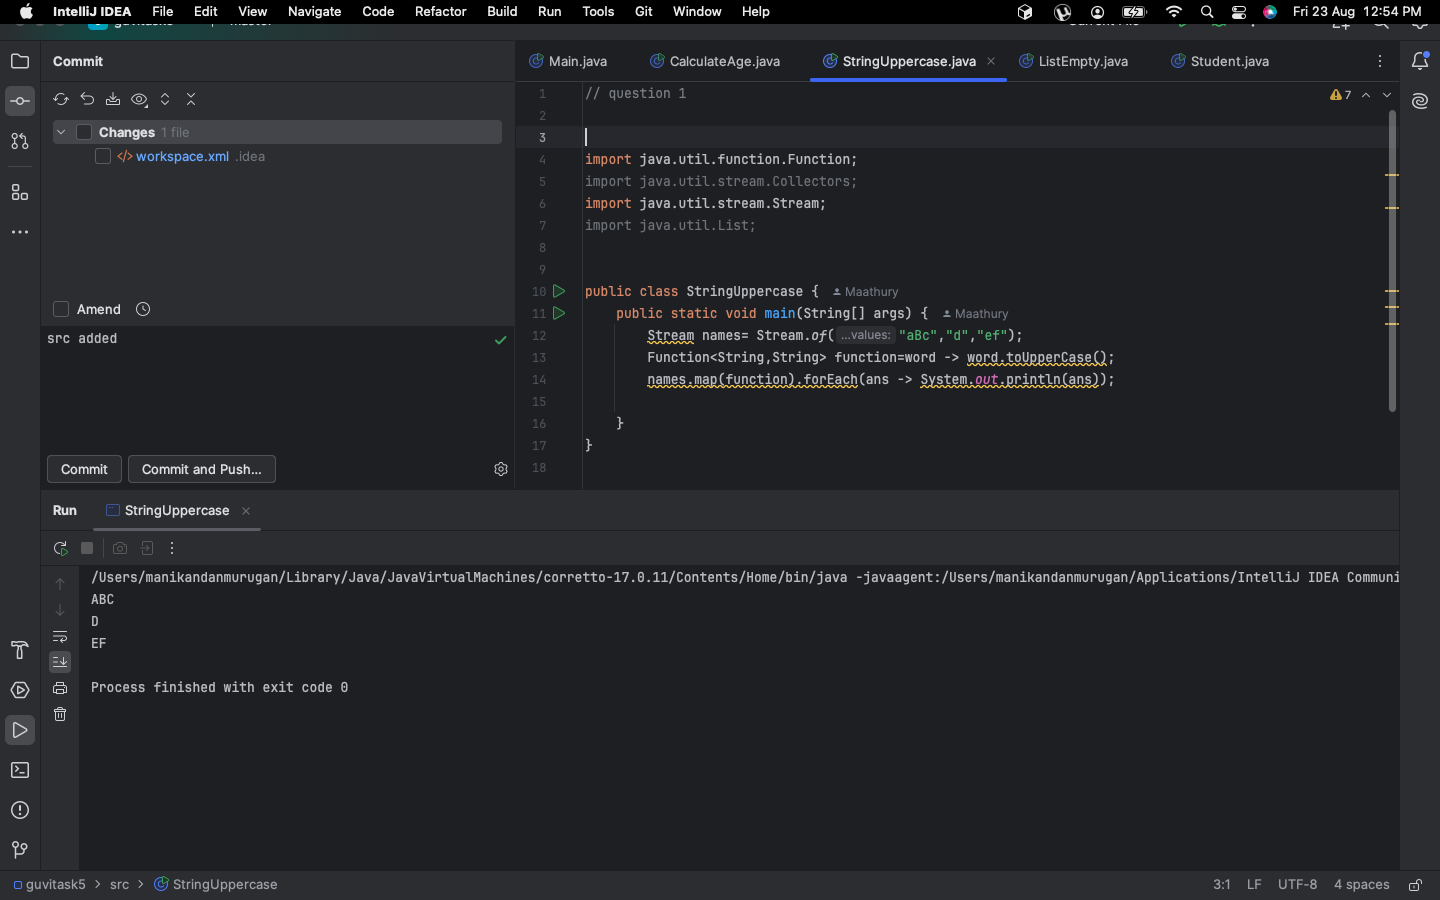 IntelliJ IDEA File Edit View Navigate Code Refactor Build Run Tools Git Window Help Fri 23 Aug 12:54 PM
Commit
Main.java CalculateAge.java StringUppercase.java ListEmpty.java Student.java
Changes 1 file
workspace.xml .idea
Amend
src added
Commit Commit and Push...
7
1 // question 1
2
3
4 import java.util.function.Function;
5 import java.util.stream.Collectors;
6 import java.util.stream.Stream;
7 import java.util.List;
8
9
10 public class StringUppercase { Maathury
11 public static void main(String[] args) { Maathury
12 Stream names= Stream.of( ...values: "aBc","d","ef");
13 Function<String,String> function=word -> word.toUpperCase();
14 names.map(function).forEach(ans -> System.out.println(ans));
15
16 }
17 }
18
Run StringUppercase
/Users/manikandanmurugan/Library/Java/JavaVirtualMachines/corretto-17.0.11/Contents/Home/bin/java -javaagent:/Users/manikandanmurugan/Applications/IntelliJ IDEA Communi
ABC
D
EF
Process finished with exit code 0
guvitask5 > src > StringUppercase 3:1 LF UTF-8 4 spaces